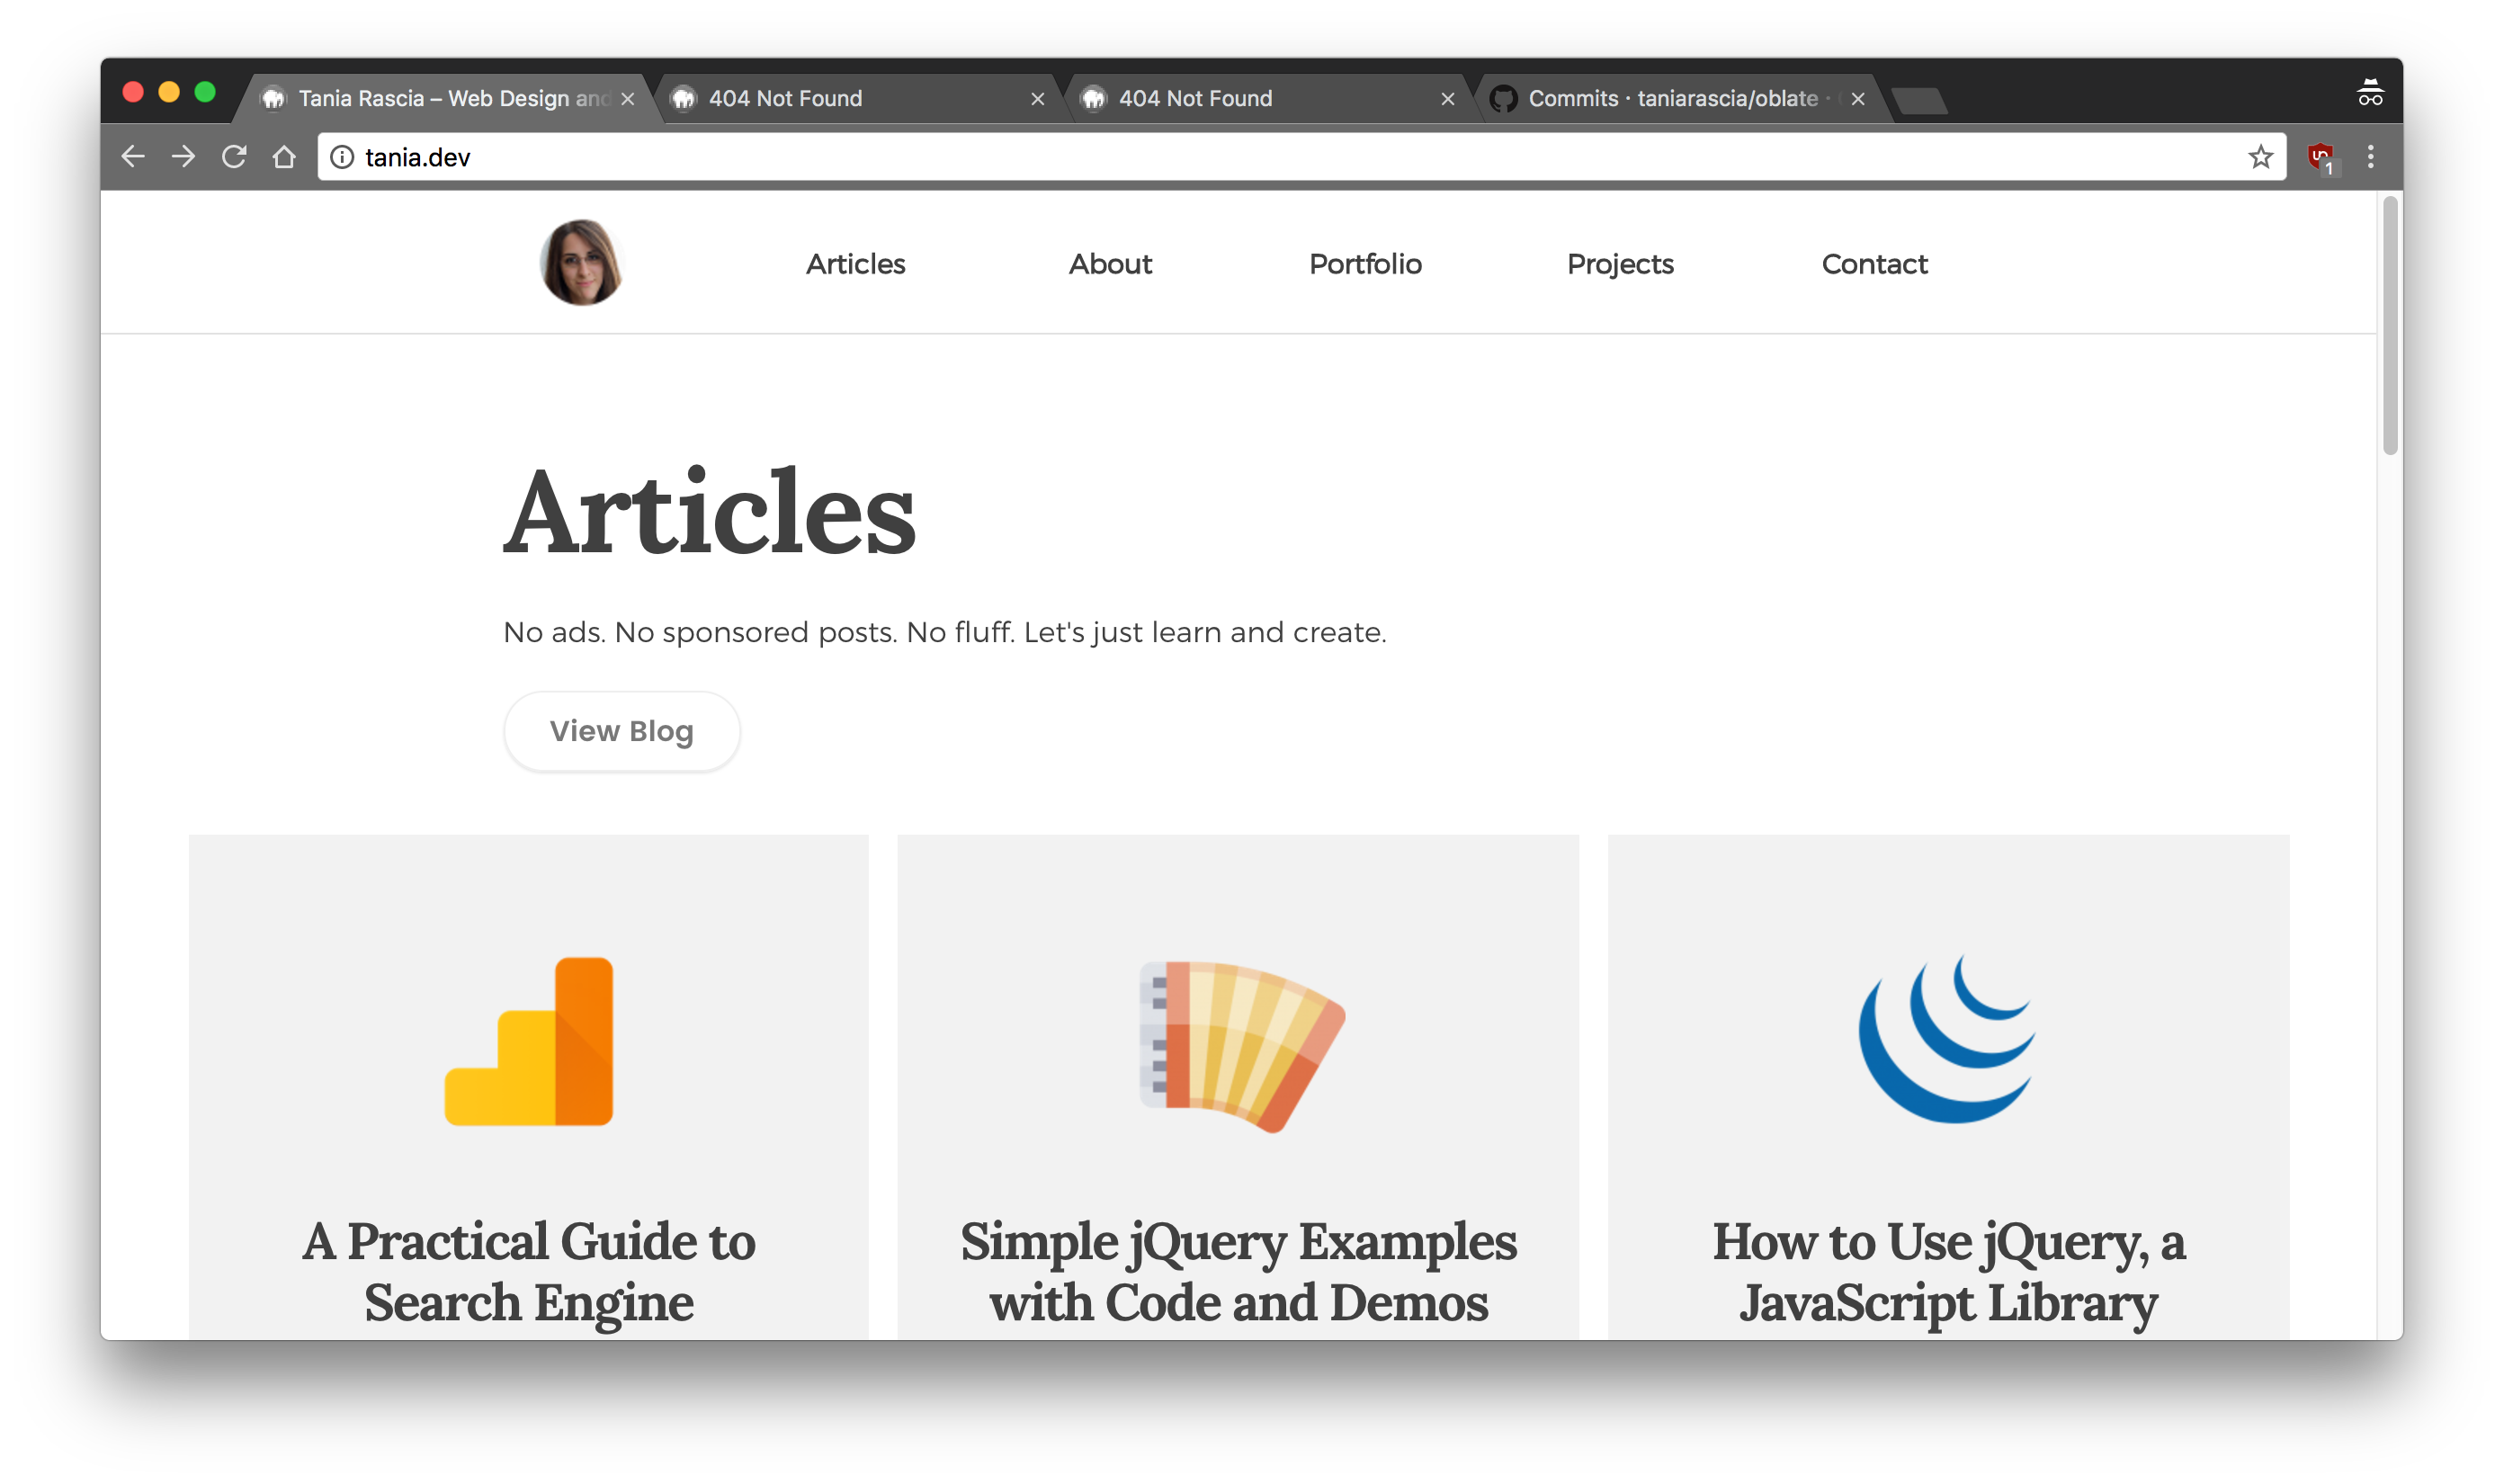 Tania Rascia – Web Design and
404 Not Found
404 Not Found
Commits · taniarascia/oblate ·
tania.dev
1
Articles
About
Portfolio
Projects
Contact
Articles
No ads. No sponsored posts. No fluff. Let's just learn and create.
View Blog
A Practical Guide to
Search Engine
Simple jQuery Examples
with Code and Demos
How to Use jQuery, a
JavaScript Library